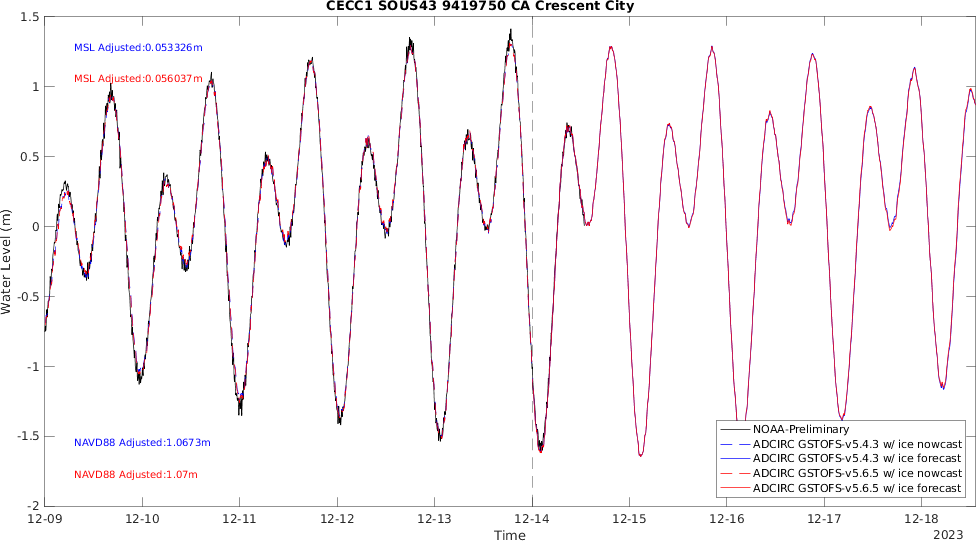 CECC1 SOUS43 9419750 CA Crescent City
1.5
1
0.5
0
-0.5
-1
-1.5
-2
Water Level (m)
MSL Adjusted:0.053326m
MSL Adjusted:0.056037m
NAVD88 Adjusted:1.0673m
NAVD88 Adjusted:1.07m
NOAA-Preliminary
ADCIRC GSTOFS-v5.4.3 w/ ice nowcast
ADCIRC GSTOFS-v5.4.3 w/ ice forecast
ADCIRC GSTOFS-v5.6.5 w/ ice nowcast
ADCIRC GSTOFS-v5.6.5 w/ ice forecast
12-09 12-10 12-11 12-12 12-13 12-14 12-15 12-16 12-17 12-18
Time
2023